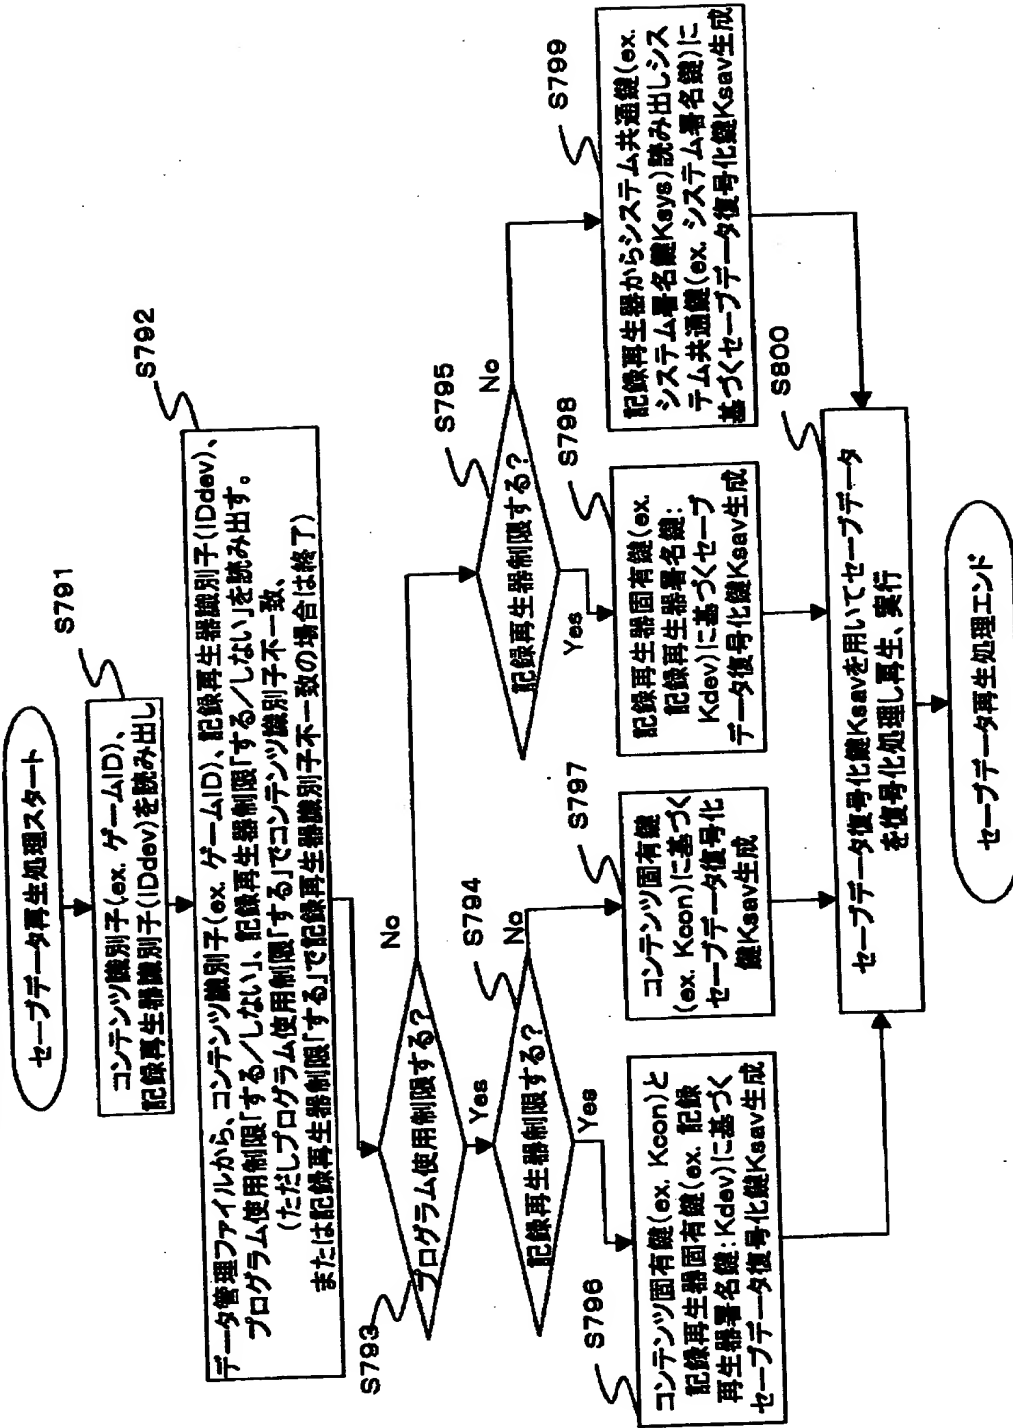 セーブデータ再生処理スタート
S791
コンテンツ識別子(ex. ゲームID)、
記録再生器識別子(IDdev)を読み出し
S792
データ管理ファイルから、コンテンツ識別子(ex. ゲームID)、記録再生器識別子(IDdev)、
プログラム使用制限「する/しない」、記録再生器制限「する/しない」を読み出す。
(ただしプログラム使用制限「する」でコンテンツ識別子不一致、
または記録再生器制限「する」で記録再生器識別子不一致の場合は終了)
S793
プログラム使用制限する?
No
Yes
S794
記録再生器制限する?
No
Yes
S795
記録再生器制限する?
No
Yes
S796
コンテンツ固有鍵(ex. Kcon)と
記録再生器固有鍵(ex. 記録
再生器署名鍵:Kdev)に基づく
セーブデータ復号化鍵Ksav生成
S797
コンテンツ固有鍵
(ex. Kcon)に基づく
セーブデータ復号化
鍵Ksav生成
S798
記録再生器固有鍵(ex.
記録再生器署名鍵:
Kdev)に基づくセーブ
データ復号化鍵Ksav生成
S799
記録再生器からシステム共通鍵(ex.
システム署名鍵Ksys)読み出しシス
テム共通鍵(ex. システム署名鍵)に
基づくセーブデータ復号化鍵Ksav生成
S800
セーブデータ復号化鍵Ksavを用いてセーブデータ
を復号化処理し再生、実行
セーブデータ再生処理エンド